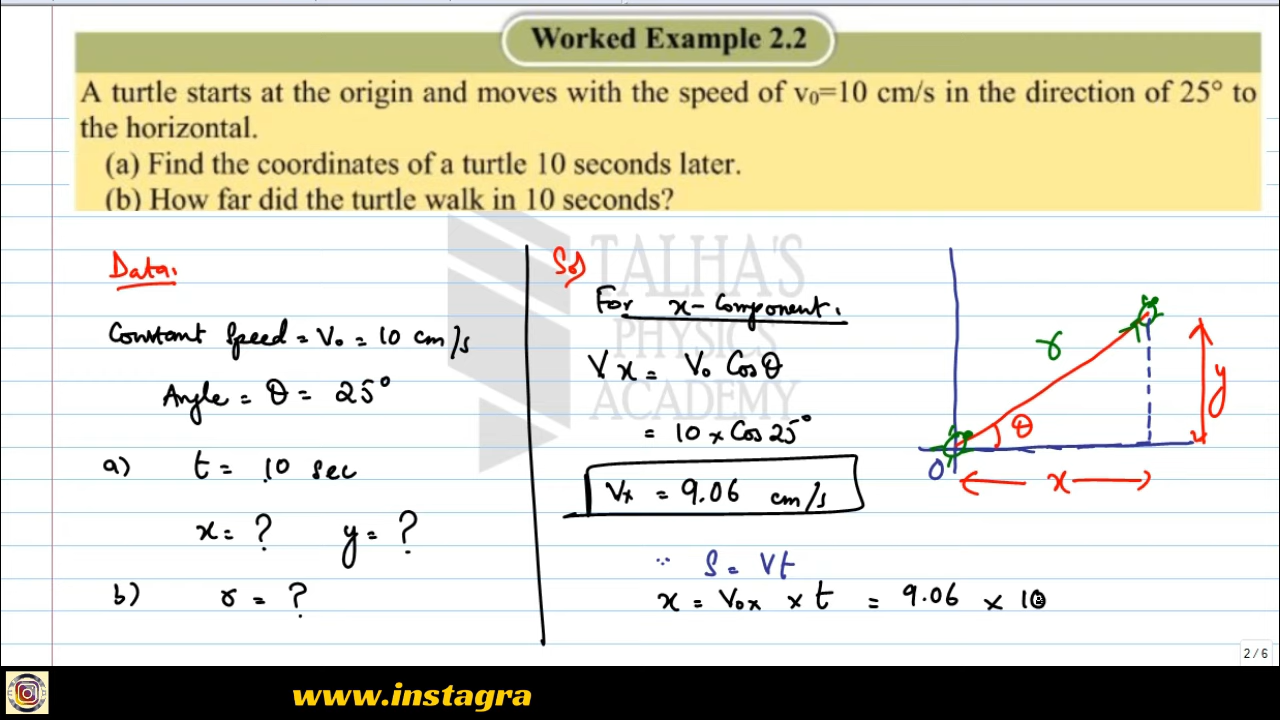 Worked Example 2.2
A turtle starts at the origin and moves with the speed of v₀=10 cm/s in the direction of 25° to
the horizontal.
(a) Find the coordinates of a turtle 10 seconds later.
(b) How far did the turtle walk in 10 seconds?
TALHA'S
PHYSICS
ACADEMY
Data:
Constant Speed = V₀ = 10 cm/s
Angle = θ = 25°
a) t = 10 sec
x = ? y = ?
b) r = ?
Sol
For x-Component.
Vx = V₀ Cosθ
= 10 x Cos 25°
Vx = 9.06 cm/s
∵ S = Vt
x = V₀x x t = 9.06 x 10
r
θ
y
0
x
2 / 6
www.instagra